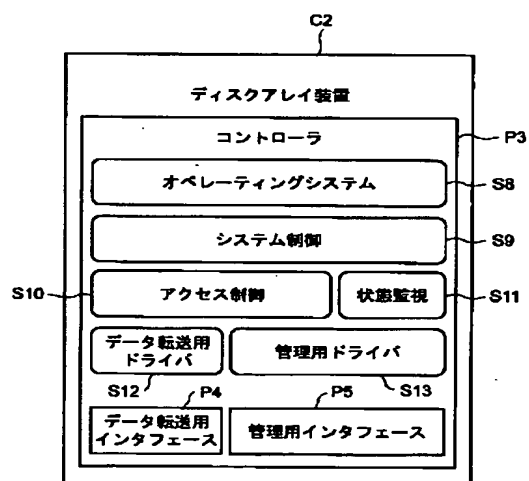 C2
ディスクアレイ装置
コントローラ
P3
オペレーティングシステム
S8
システム制御
S9
S10
アクセス制御
状態監視
S11
データ転送用
ドライバ
管理用ドライバ
S12
P4
P5
S13
データ転送用
インタフェース
管理用インタフェース